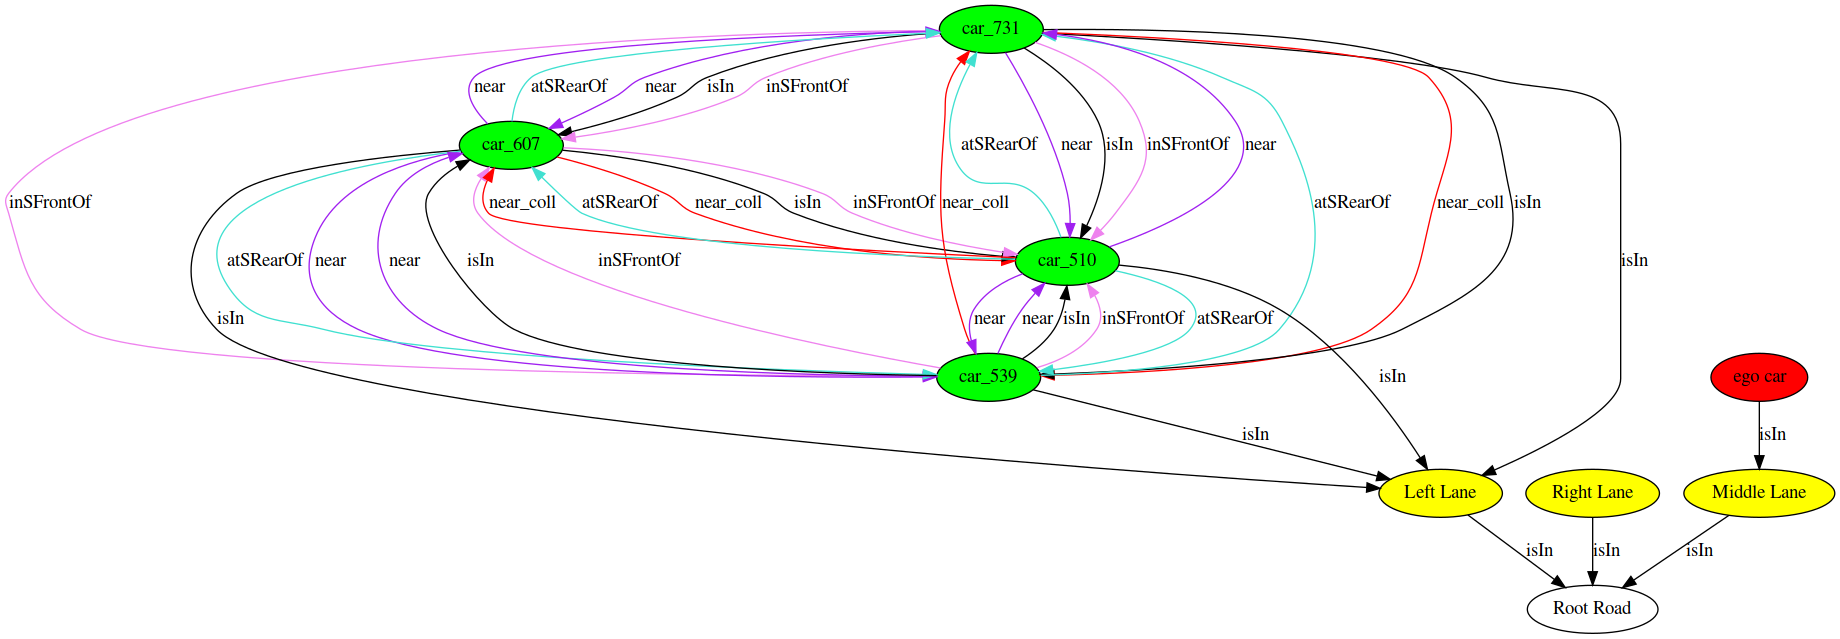 car_731
near
atSRearOf
near
isIn
inSFrontOf
car_607
atSRearOf
near
isIn
inSFrontOf
near
inSFrontOf
near_coll
atSRearOf
near_coll
isIn
inSFrontOf
near_coll
atSRearOf
near_coll
isIn
car_510
atSRearOf
near
near
isIn
inSFrontOf
isIn
isIn
near
near
isIn
inSFrontOf
atSRearOf
car_539
ego car
isIn
isIn
isIn
Left Lane
Right Lane
Middle Lane
isIn
isIn
isIn
Root Road